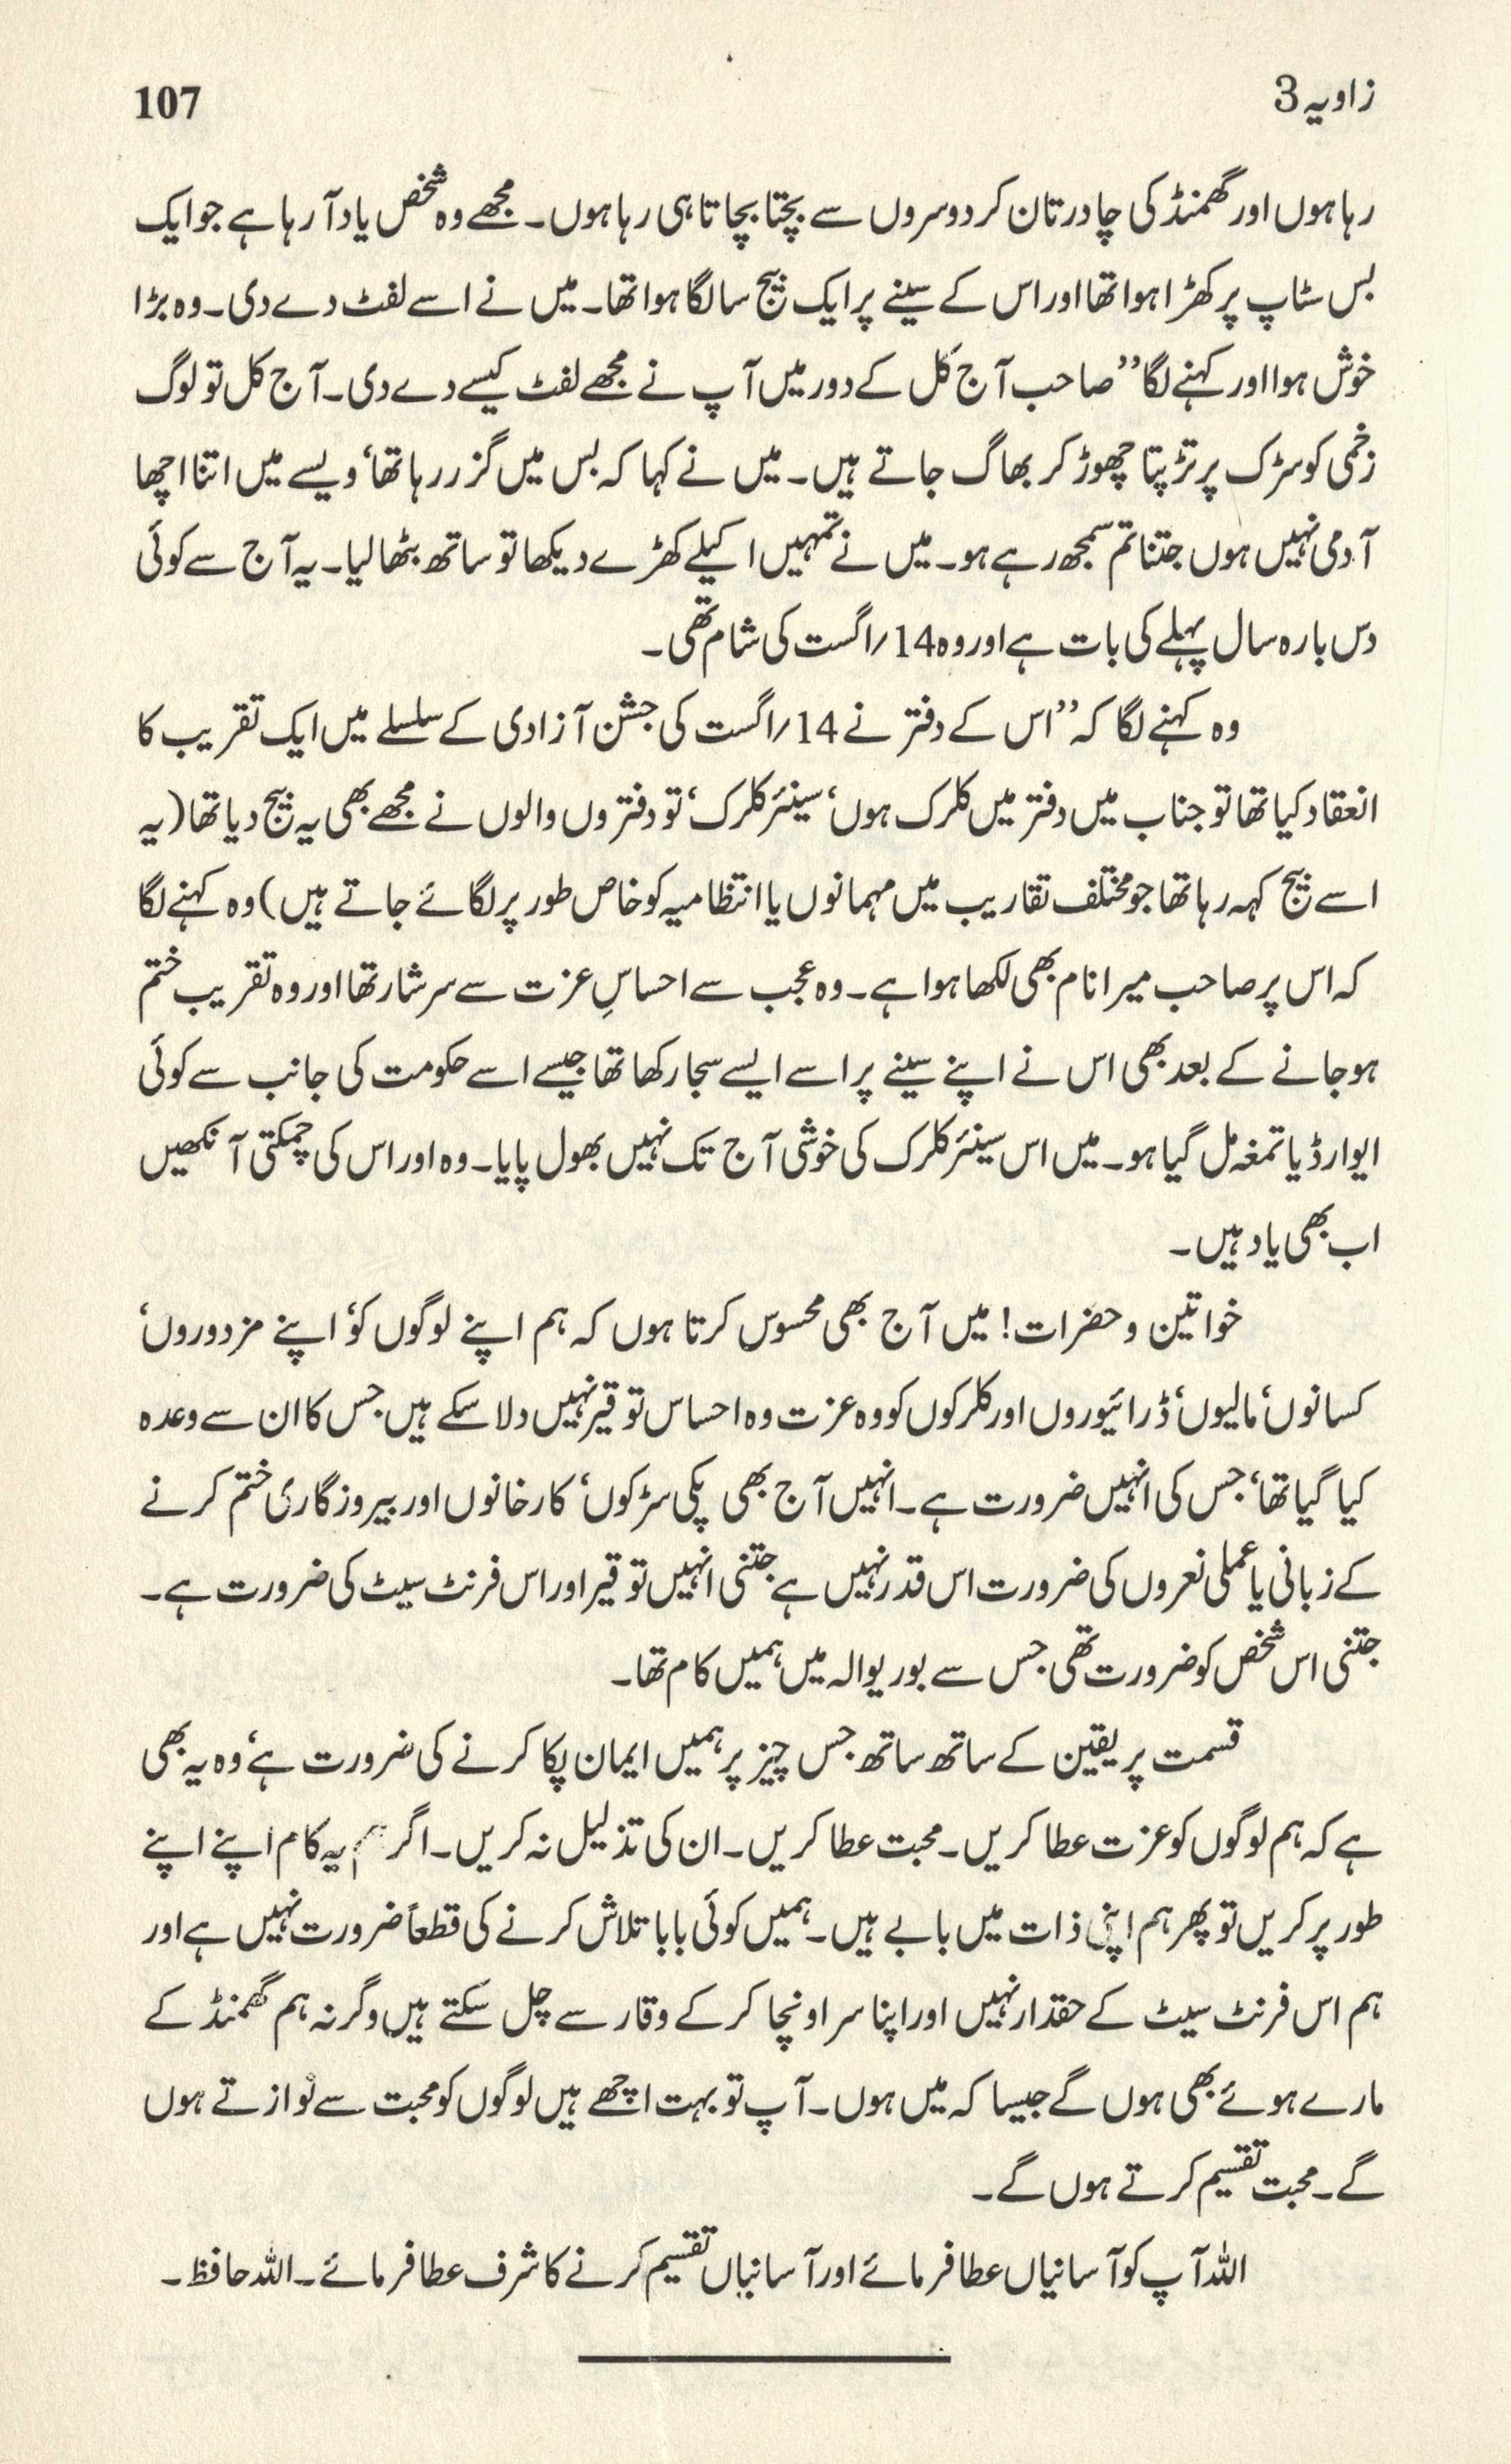 زاویہ 3
107
رہا ہوں اور گھمنڈ کی چادر تان کر دوسروں سے بچتا بچاتا ہی رہا ہوں۔ مجھے وہ شخص یاد آ رہا ہے جو ایک
بس سٹاپ پر کھڑا ہوا تھا اور اس کے سینے پر ایک بیج سا لگا ہوا تھا۔ میں نے اسے لفٹ دے دی۔ وہ بڑا
خوش ہوا اور کہنے لگا ”صاحب آج کل کے دور میں آپ نے مجھے لفٹ کیسے دے دی۔ آج کل تو لوگ
زخمی کو سڑک پر تڑپتا چھوڑ کر بھاگ جاتے ہیں۔ میں نے کہا کہ بس میں گزر رہا تھا‘ ویسے میں اتنا اچھا
آدمی نہیں ہوں جتنا تم سمجھ رہے ہو۔ میں نے تمہیں اکیلے کھڑے دیکھا تو ساتھ بٹھا لیا۔ یہ آج سے کوئی
دس بارہ سال پہلے کی بات ہے اور وہ 14/اگست کی شام تھی۔
وہ کہنے لگا کہ ”اس کے دفتر نے 14/اگست کی جشن آزادی کے سلسلے میں ایک تقریب کا
انعقاد کیا تھا تو جناب میں دفتر میں کلرک ہوں‘ سینئر کلرک‘ تو دفتروں والوں نے مجھے بھی یہ بیج دیا تھا (یہ
اسے بیج کہہ رہا تھا جو مختلف تقاریب میں مہمانوں یا انتظامیہ کو خاص طور پر لگائے جاتے ہیں) وہ کہنے لگا
کہ اس پر صاحب میرا نام بھی لکھا ہوا ہے۔ وہ عجب سے احساسِ عزت سے سرشار تھا اور وہ تقریب ختم
ہو جانے کے بعد بھی اس نے اپنے سینے پر اسے ایسے سجا رکھا تھا جیسے اسے حکومت کی جانب سے کوئی
ایوارڈ یا تمغہ مل گیا ہو۔ میں اس سینئر کلرک کی خوشی آج تک نہیں بھول پایا۔ وہ اور اس کی چمکتی آنکھیں
اب بھی یاد ہیں۔
خواتین و حضرات! میں آج بھی محسوس کرتا ہوں کہ ہم اپنے لوگوں کو‘ اپنے مزدوروں‘
کسانوں‘ مالیوں‘ ڈرائیوروں اور کلرکوں کو وہ عزت وہ احساس توقیر نہیں دلا سکے ہیں جس کا ان سے وعدہ
کیا گیا تھا‘ جس کی انہیں ضرورت ہے۔ انہیں آج بھی پکی سڑکوں‘ کارخانوں اور بیروزگاری ختم کرنے
کے زبانی یا عملی نعروں کی ضرورت اس قدر نہیں ہے جتنی انہیں توقیر اور اس فرنٹ سیٹ کی ضرورت ہے۔
جتنی اس شخص کو ضرورت تھی جس سے بوریوالہ میں ہمیں کام تھا۔
قسمت پر یقین کے ساتھ ساتھ جس چیز پر ہمیں ایمان پکا کرنے کی ضرورت ہے‘ وہ یہ بھی
ہے کہ ہم لوگوں کو عزت عطا کریں۔ محبت عطا کریں۔ ان کی تذلیل نہ کریں۔ اگر ہم یہ کام اپنے اپنے
طور پر کریں تو پھر ہم اپنی ذات میں بابے ہیں۔ ہمیں کوئی بابا تلاش کرنے کی قطعاً ضرورت نہیں ہے اور
ہم اس فرنٹ سیٹ کے حقدار نہیں اور اپنا سر اونچا کر کے وقار سے چل سکتے ہیں وگرنہ ہم گھمنڈ کے
مارے ہوئے بھی ہوں گے جیسا کہ میں ہوں۔ آپ تو بہت اچھے ہیں لوگوں کو محبت سے نوازتے ہوں
گے۔ محبت تقسیم کرتے ہوں گے۔
اللہ آپ کو آسانیاں عطا فرمائے اور آسانیاں تقسیم کرنے کا شرف عطا فرمائے۔ اللہ حافظ۔